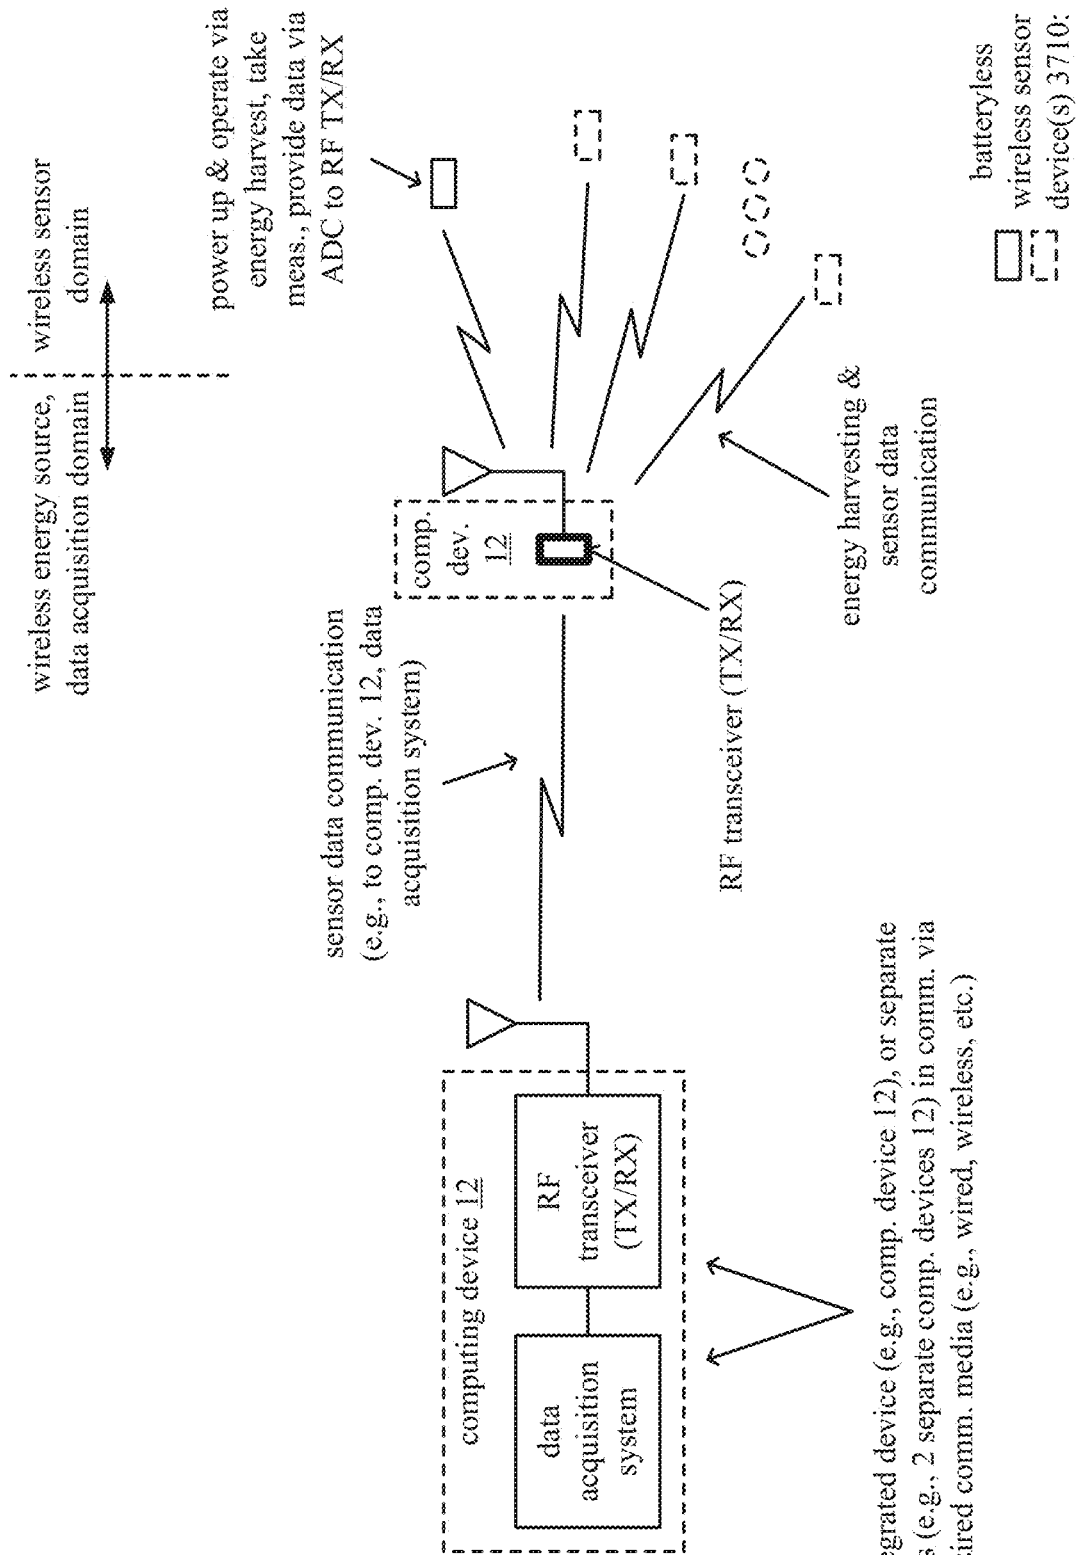 wireless energy source,
data acquisition domain
wireless sensor
domain
power up & operate via
energy harvest, take
meas., provide data via
ADC to RF TX/RX
sensor data communication
(e.g., to comp. dev. 12, data
acquisition system)
comp.
dev.
12
computing device 12
data
acquisition
system
RF
transceiver
(TX/RX)
RF transceiver (TX/RX)
energy harvesting &
sensor data
communication
device (e.g., comp. device 12), or separate
(e.g., 2 separate comp. devices 12) in comm. via
comm. media (e.g., wired, wireless, etc.)
batteryless
wireless sensor
device(s) 3710: